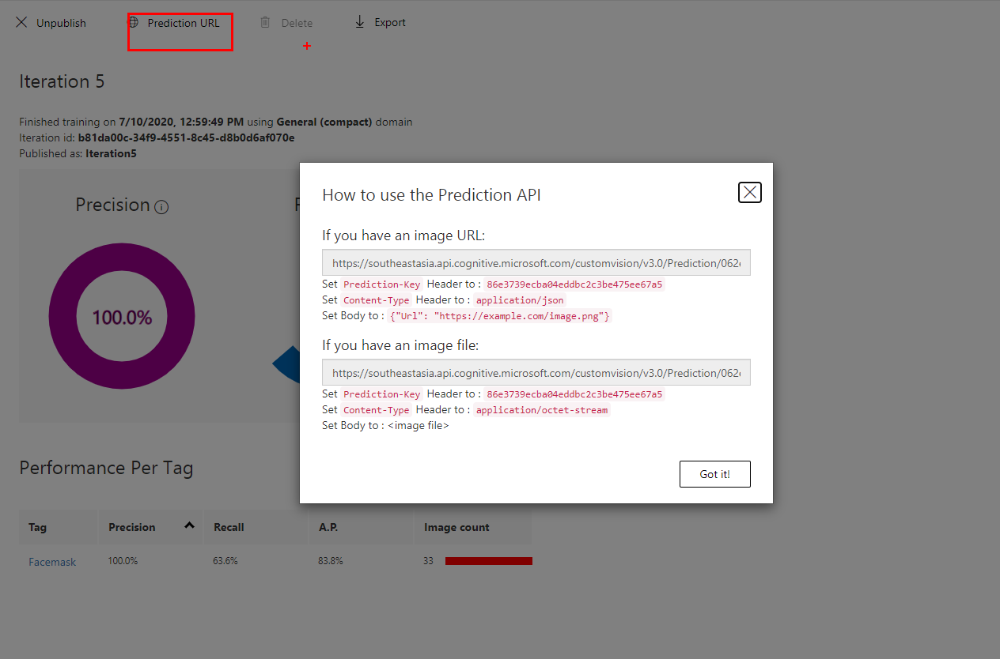 Unpublish
Prediction URL
Delete
Export
Iteration 5
Finished training on 7/10/2020, 12:59:49 PM using General (compact) domain
Iteration id: b81da00c-34f9-4551-8c45-d8b0d6af070e
Published as: Iteration5
Precision
100.0%
How to use the Prediction API
If you have an image URL:
https://southeastasia.api.cognitive.microsoft.com/customvision/v3.0/Prediction/062
Set Prediction-Key Header to : 86e3739ecba04eddbc2c3be475ee67a5
Set Content-Type Header to : application/json
Set Body to : {"Url": "https://example.com/image.png"}
If you have an image file:
https://southeastasia.api.cognitive.microsoft.com/customvision/v3.0/Prediction/062
Set Prediction-Key Header to : 86e3739ecba04eddbc2c3be475ee67a5
Set Content-Type Header to : application/octet-stream
Set Body to : <image file>
Got it!
Performance Per Tag
Tag Precision Recall A.P. Image count
Facemask 100.0% 63.6% 83.8% 33